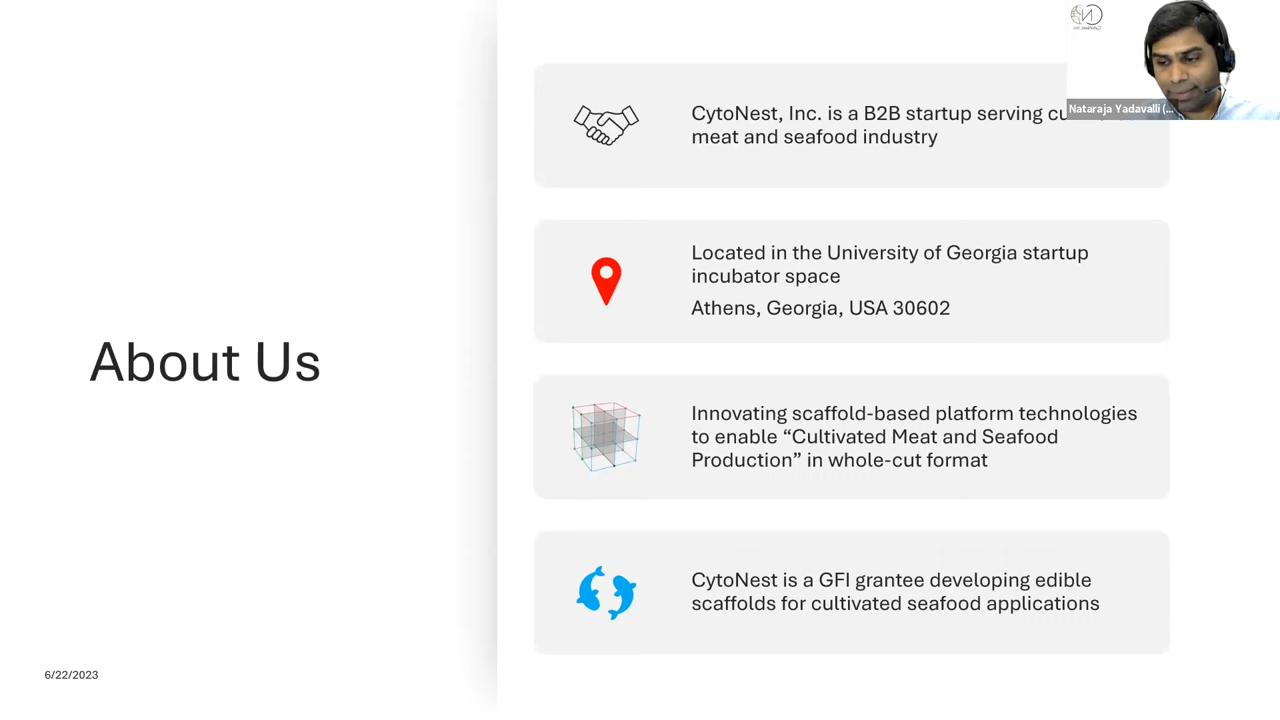 CytoNest, Inc. is a B2B startup serving
meat and seafood industry
Nataraja Yadavalli (...
Located in the University of Georgia startup
incubator space
Athens, Georgia, USA 30602
About Us
Innovating scaffold-based platform technologies
to enable “Cultivated Meat and Seafood
Production” in whole-cut format
CytoNest is a GFI grantee developing edible
scaffolds for cultivated seafood applications
6/22/2023